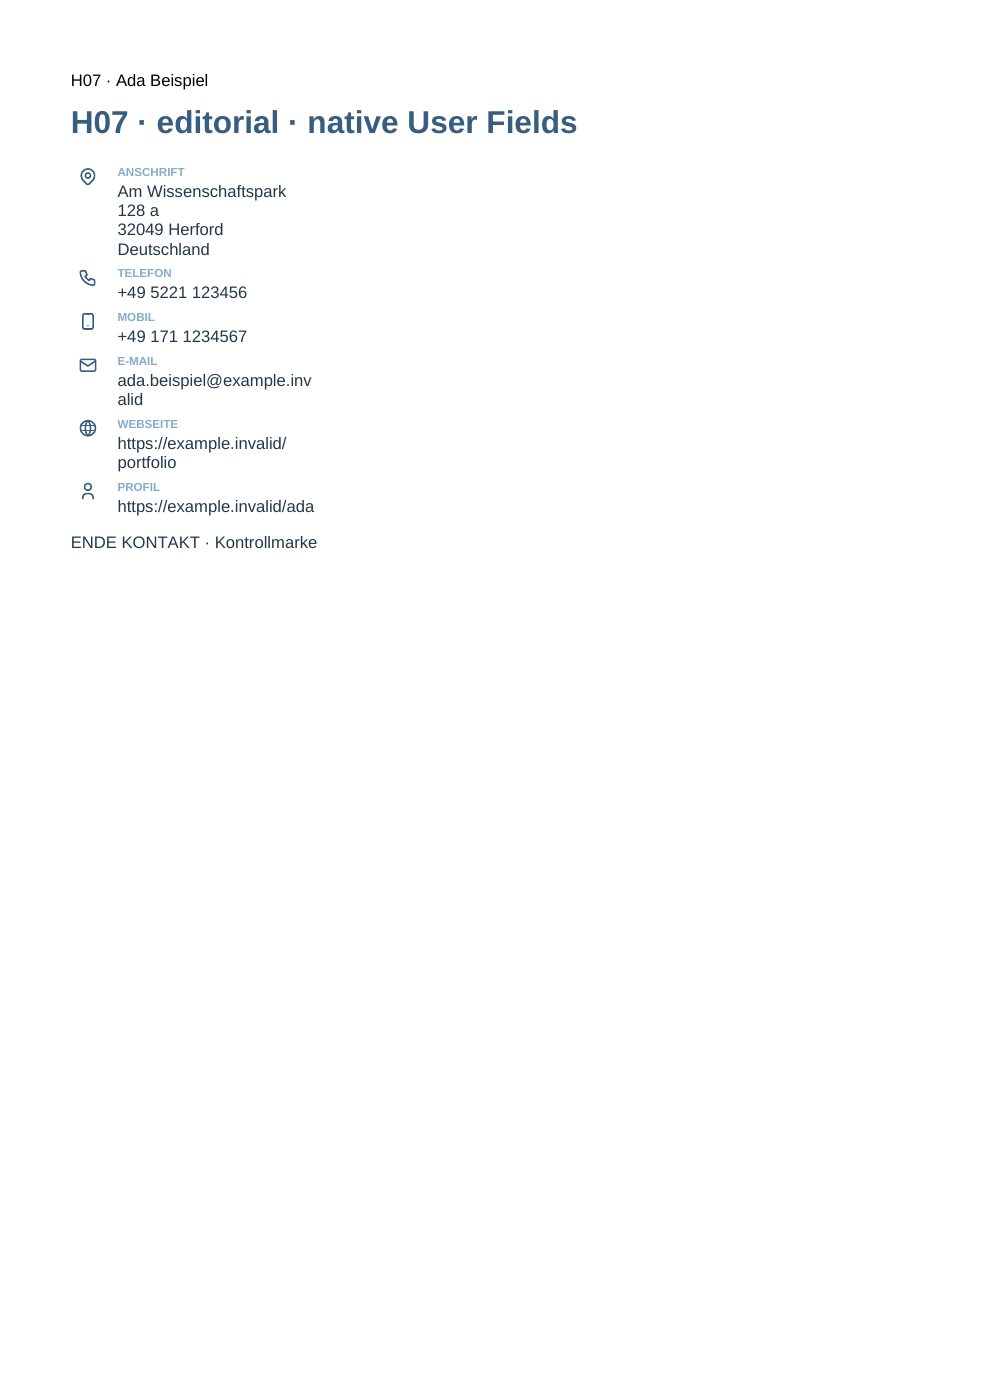 H07 · Ada Beispiel
H07 · editorial · native User Fields
ANSCHRIFT
Am Wissenschaftspark
128 a
32049 Herford
Deutschland
TELEFON
+49 5221 123456
MOBIL
+49 171 1234567
E-MAIL
ada.beispiel@example.inv
alid
WEBSEITE
https://example.invalid/
portfolio
PROFIL
https://example.invalid/ada
ENDE KONTAKT · Kontrollmarke